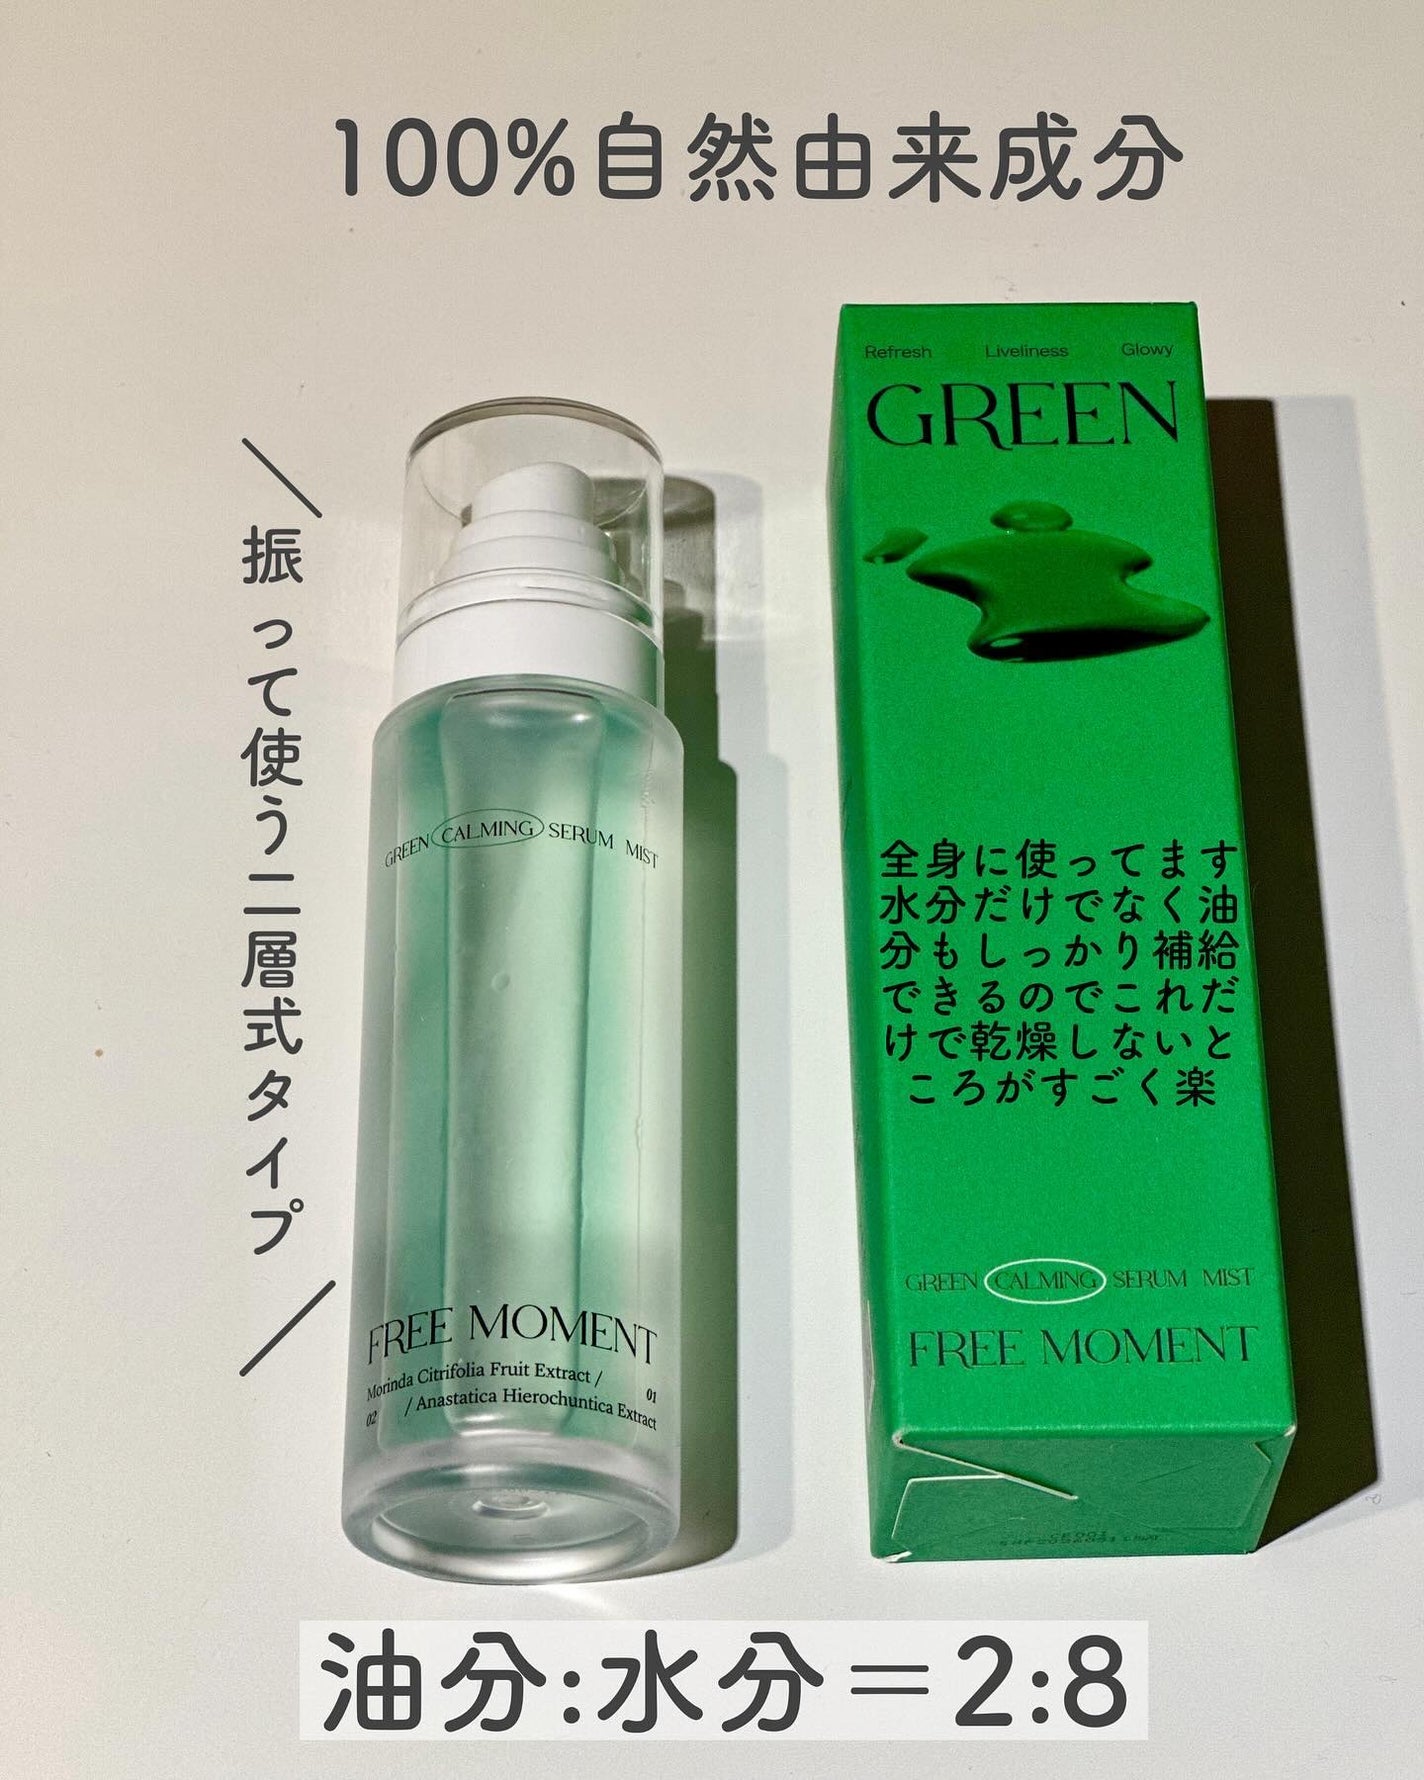 100%自然由来成分
Refresh Liveliness Glowy
GREEN
振って使う二層式タイプ
GREEN CALMING SERUM MIST
全身に使ってます
水分だけでなく油
分もしっかり補給
できるのでこれだ
けで乾燥しないと
ころがすごく楽
GREEN CALMING SERUM MIST
FREE MOMENT
FREE MOMENT
Morinda Citrifolia Fruit Extract / 01
02 / Anastatica Hierochuntica Extract
油分:水分＝2:8